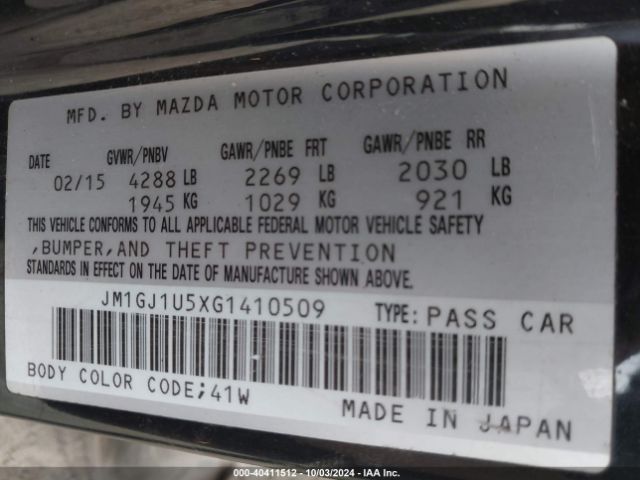 MFD. BY MAZDA MOTOR CORPORATION
DATE GVWR/PNBV GAWR/PNBE FRT GAWR/PNBE RR
02/15 4288 LB 2269 LB 2030 LB
1945 KG 1029 KG 921 KG
THIS VEHICLE CONFORMS TO ALL APPLICABLE FEDERAL MOTOR VEHICLE SAFETY
,BUMPER,AND THEFT PREVENTION
STANDARDS IN EFFECT ON THE DATE OF MANUFACTURE SHOWN ABOVE.
JM1GJ1U5XG1410509 TYPE: PASS CAR
BODY COLOR CODE;41W
MADE IN JAPAN
000-40411512 - 10/03/2024 - IAA Inc.